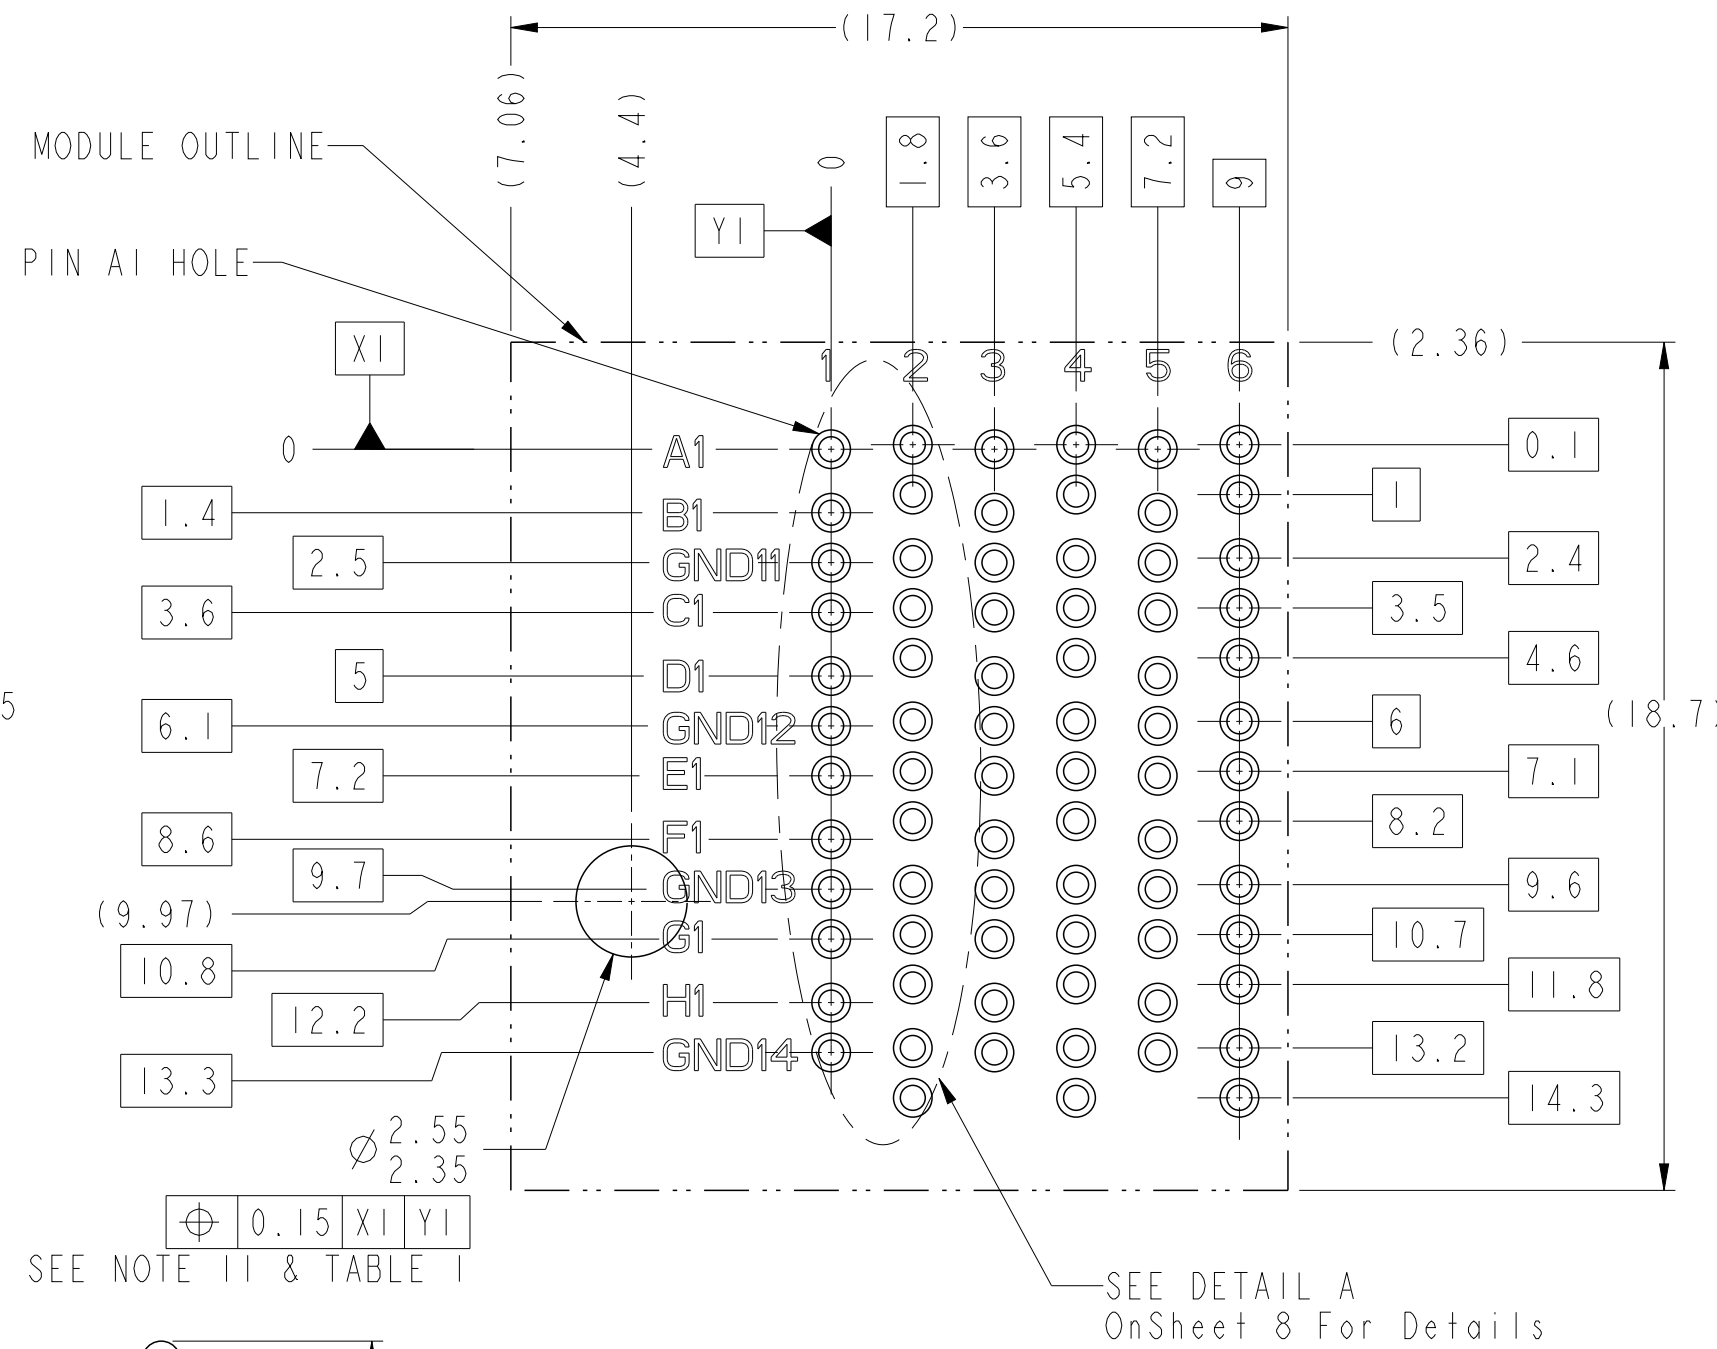 (17.2)
(7.06)
(4.4)
0
1.8
3.6
5.4
7.2
9
MODULE OUTLINE
Y1
PIN A1 HOLE
X1
(2.36)
1 2 3 4 5 6
0 A1 0.1
1
1.4 B1
2.5 GND11 2.4
3.6 C1 3.5
4.6
5 D1
5
6.1 GND12 6
(18.7)
7.2 E1 7.1
8.2
8.6 F1
9.7 GND13 9.6
(9.97)
10.8 G1 10.7
11.8
12.2 H1
13.3 GND14 13.2
14.3
Ø 2.55
2.35
⌖ 0.15 X1 Y1
SEE NOTE 11 & TABLE 1
SEE DETAIL A
OnSheet 8 For Details